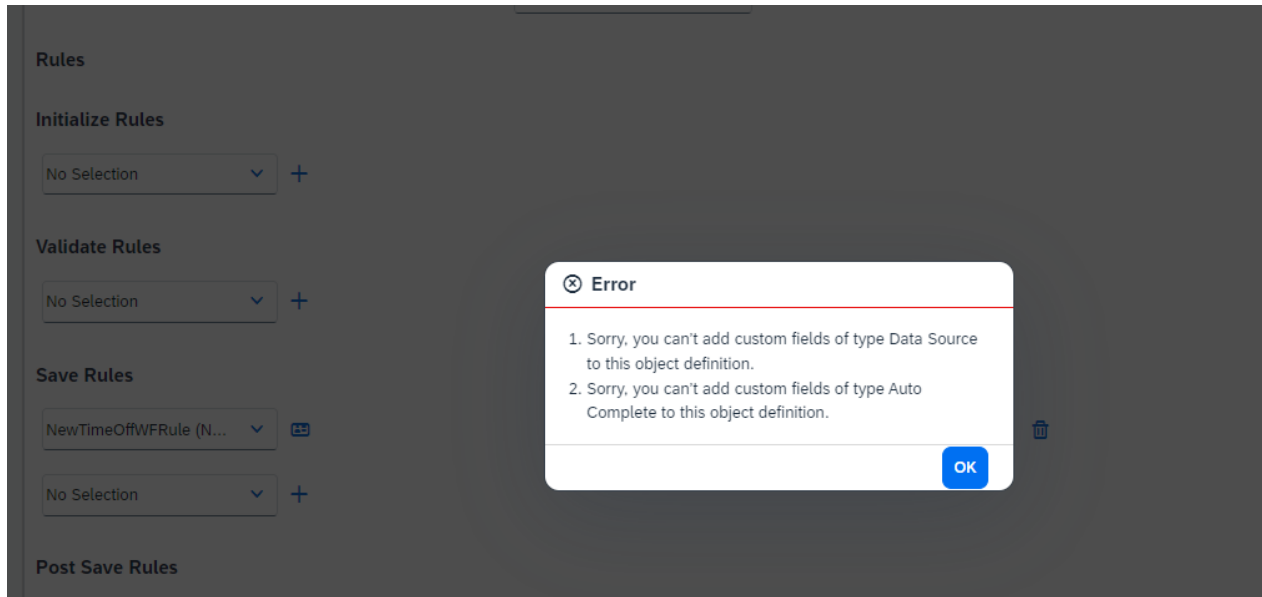 Rules
Initialize Rules
No Selection
Validate Rules
No Selection
Save Rules
NewTimeOffWFRule (N...
No Selection
Post Save Rules
Error
1. Sorry, you can't add custom fields of type Data Source
to this object definition.
2. Sorry, you can't add custom fields of type Auto
Complete to this object definition.
OK